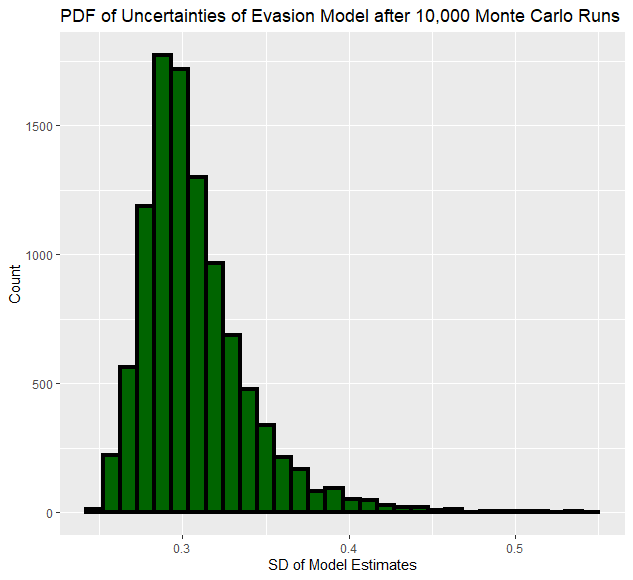 PDF of Uncertainties of Evasion Model after 10,000 Monte Carlo Runs
Count
1500
1000
500
0
0.3 0.4 0.5
SD of Model Estimates